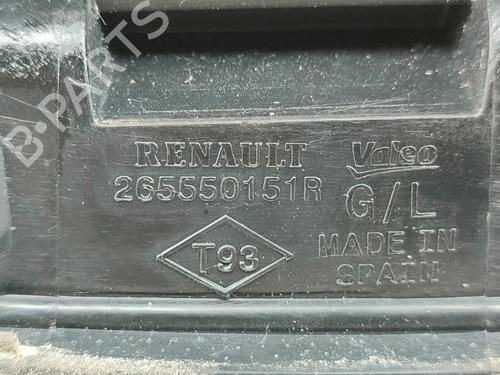 B-PARTS
RENAULT
265550151R
T93
Valeo
G/L
MADE IN
SPAIN